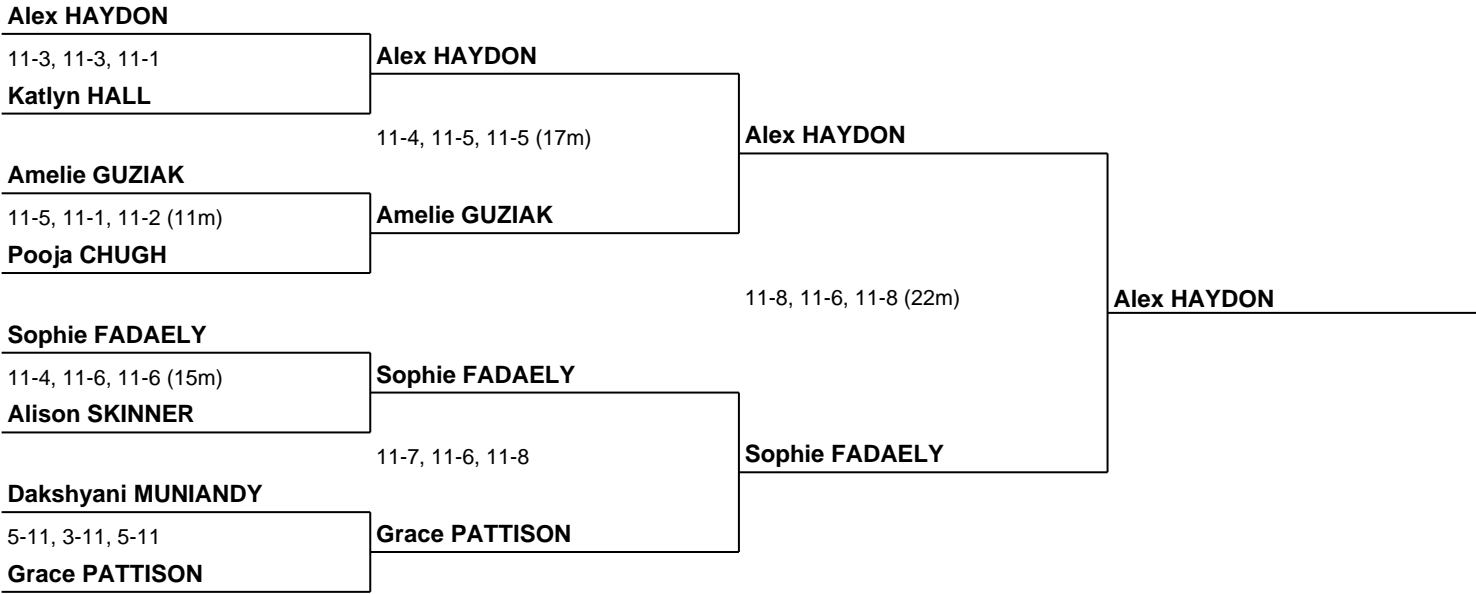 Alex HAYDON
11-3, 11-3, 11-1
Katlyn HALL
Amelie GUZIAK
11-5, 11-1, 11-2 (11m)
Pooja CHUGH
Sophie FADAELY
11-4, 11-6, 11-6 (15m)
Alison SKINNER
Dakshyani MUNIANDY
5-11, 3-11, 5-11
Grace PATTISON
Alex HAYDON
11-4, 11-5, 11-5 (17m)
Amelie GUZIAK
Sophie FADAELY
11-7, 11-6, 11-8
Grace PATTISON
Alex HAYDON
11-8, 11-6, 11-8 (22m)
Sophie FADAELY
Alex HAYDON